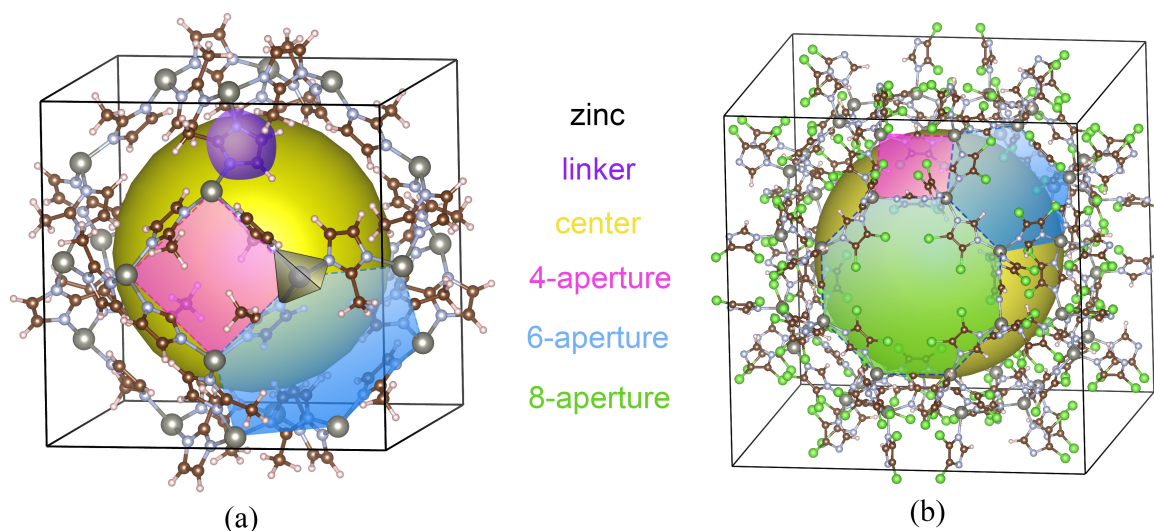 zinc
linker
center
4-aperture
6-aperture
8-aperture
(a)
(b)